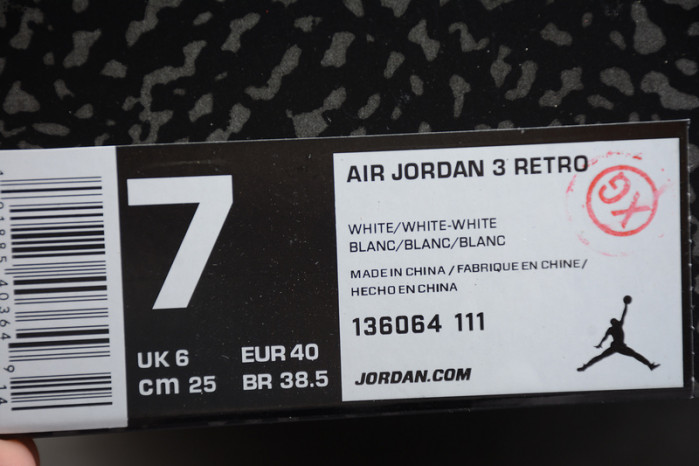 7
UK 6 EUR 40
cm 25 BR 38.5
AIR JORDAN 3 RETRO
WHITE/WHITE-WHITE
BLANC/BLANC/BLANC
MADE IN CHINA / FABRIQUE EN CHINE/
HECHO EN CHINA
136064 111
JORDAN.COM